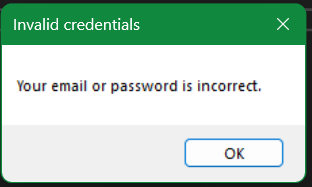 Invalid credentials
Your email or password is incorrect.
OK